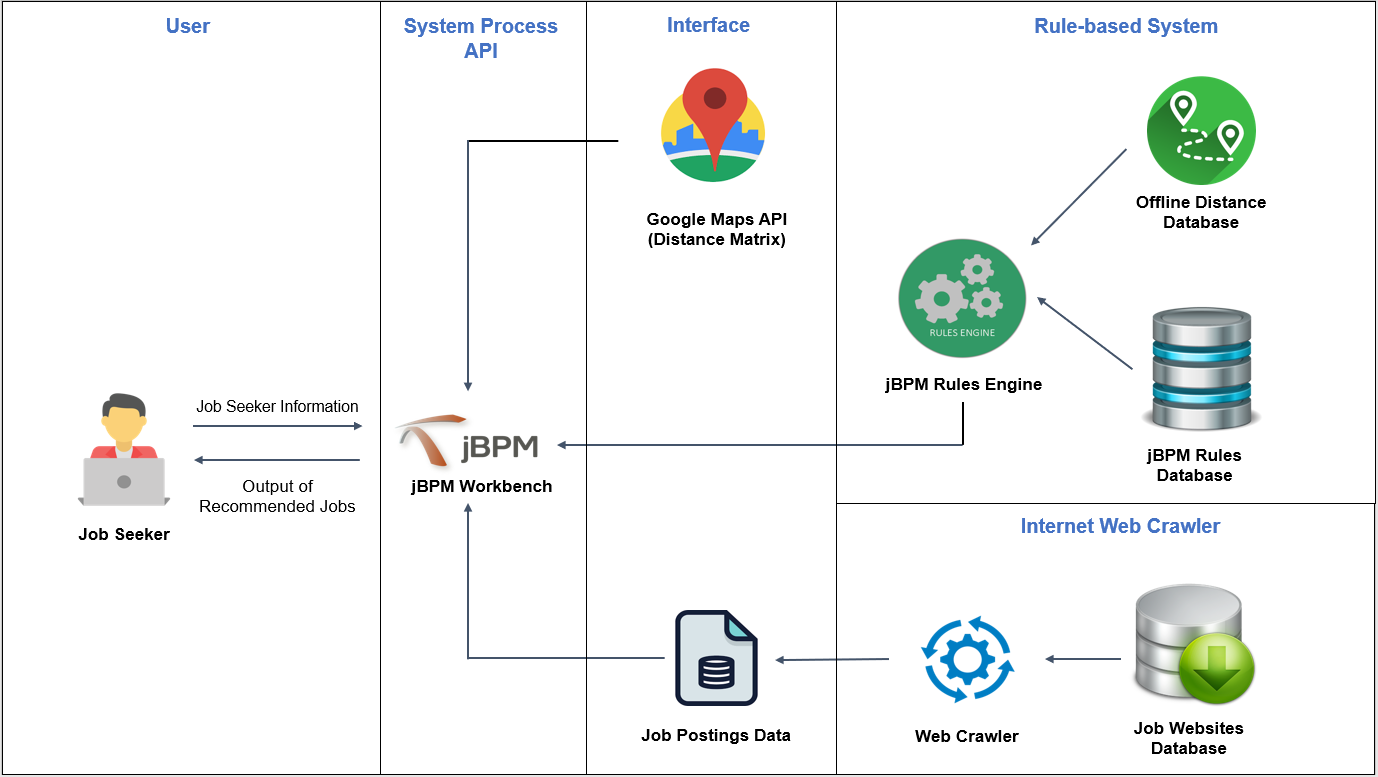 User
System Process
API
Interface
Rule-based System
Google Maps API
(Distance Matrix)
Offline Distance
Database
RULES ENGINE
jBPM Rules Engine
jBPM Rules
Database
Job Seeker Information
Output of
Recommended Jobs
Job Seeker
jBPM
jBPM Workbench
Internet Web Crawler
Job Postings Data
Web Crawler
Job Websites
Database